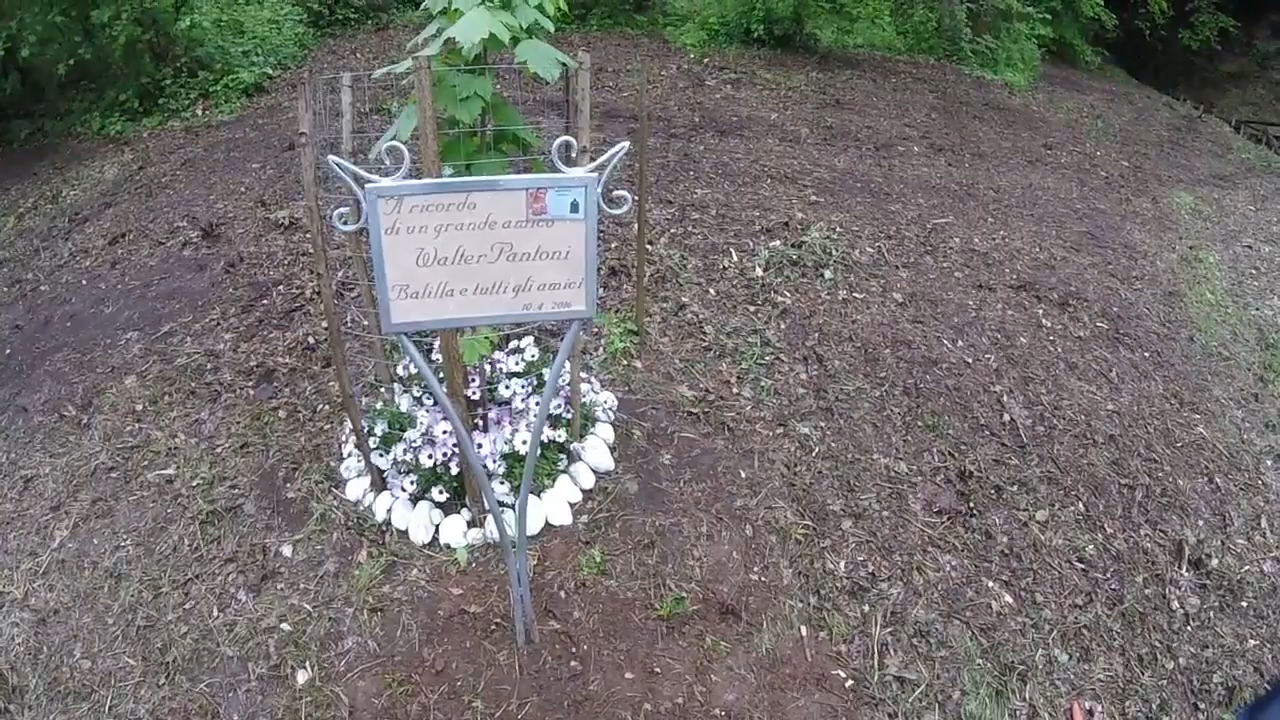 A ricordo
di un grande amico
Walter Pantoni
Balilla e tutti gli amici
10.4.2016